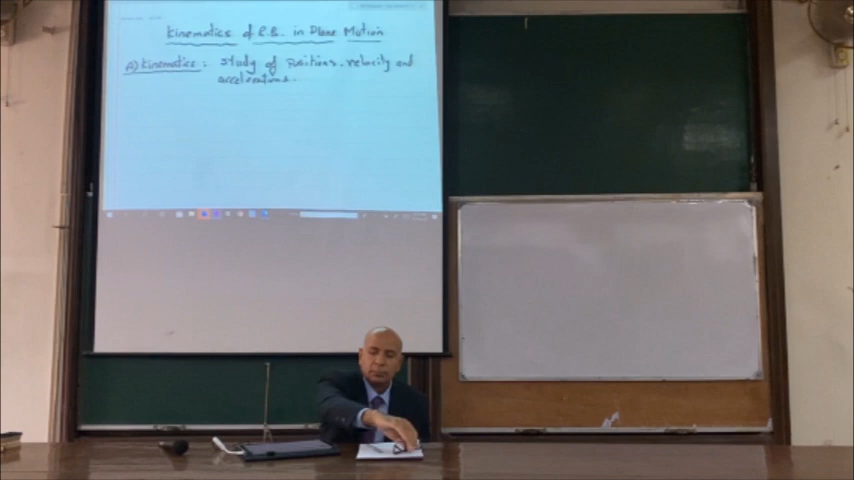 Kinematics of R.B. in Plane Motion
A) Kinematics: Study of Positions, velocity and
accelerations.